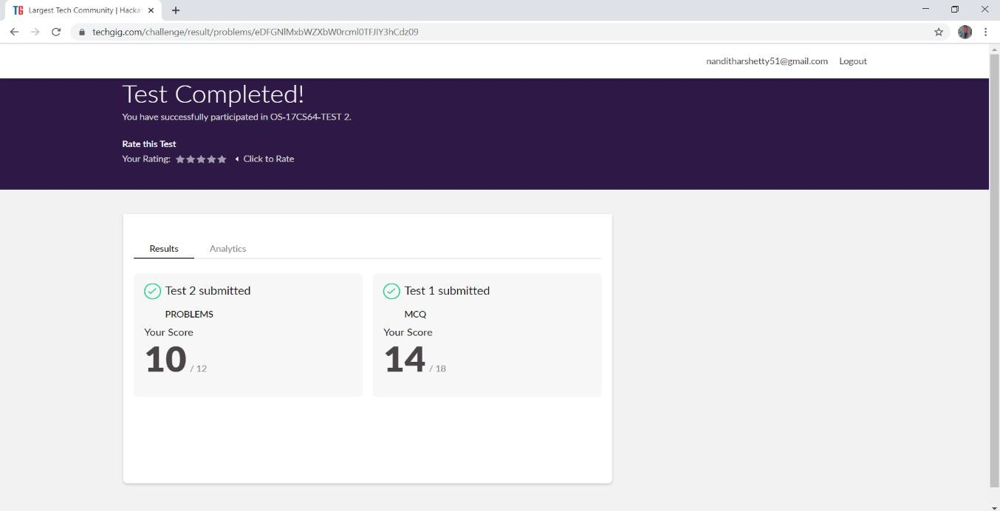 TG Largest Tech Community | Hacka
techgig.com/challenge/result/problems/eDFGNlMxbWZXbW0rcml0TFJIY3hCdz09
nanditharshetty51@gmail.com Logout
Test Completed!
You have successfully participated in OS-17CS64-TEST 2.
Rate this Test
Your Rating: Click to Rate
Results Analytics
Test 2 submitted
PROBLEMS
Your Score
10 / 12
Test 1 submitted
MCQ
Your Score
14 / 18